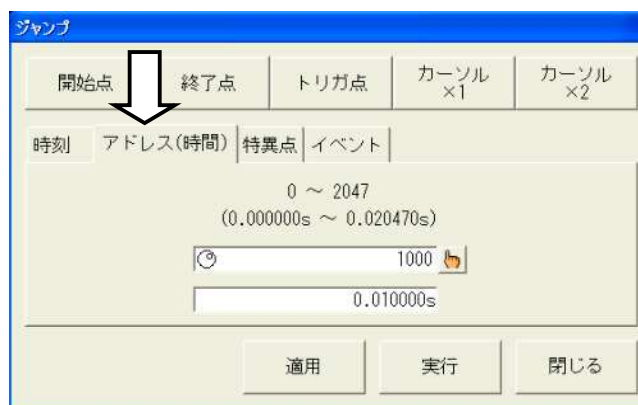 ジャンプ
開始点 終了点 トリガ点 カーソル×1 カーソル×2
時刻 アドレス(時間) 特異点 イベント
0 ～ 2047
(0.000000s ～ 0.020470s)
1000
0.010000s
適用 実行 閉じる